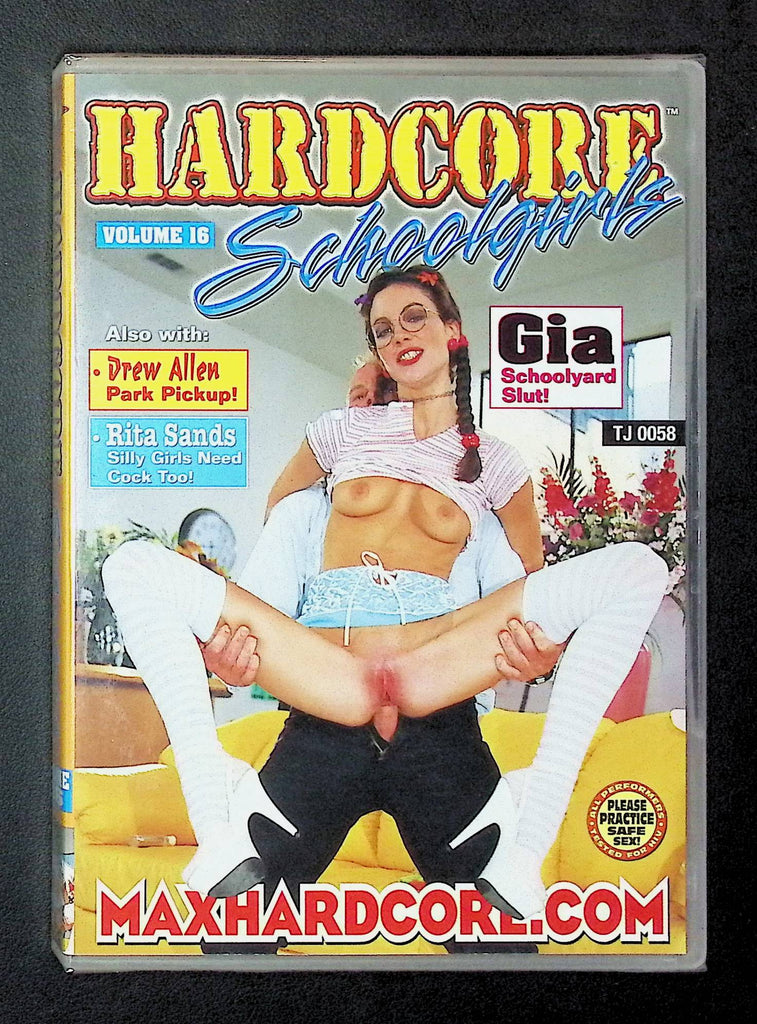 HARDCORE™
Schoolgirls
VOLUME 16
Also with:
• Drew Allen
Park Pickup!
• Rita Sands
Silly Girls Need
Cock Too!
Gia
Schoolyard
Slut!
TJ 0058
ALL PERFORMERS
PLEASE
PRACTICE
SAFE
SEX!
TESTED FOR HIV
MAXHARDCORE.COM